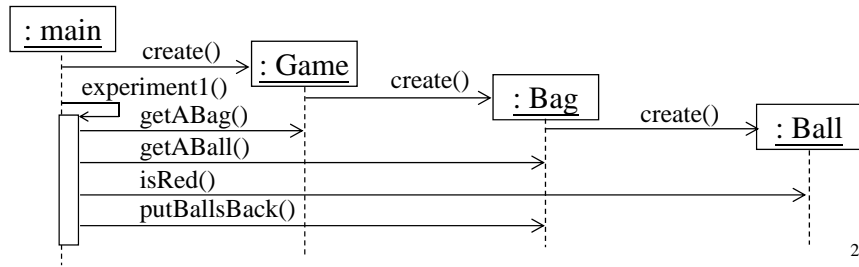 : main
create()
: Game
create()
: Bag
experiment1()
getABag()
create()
: Ball
getABall()
isRed()
putBallsBack()
2